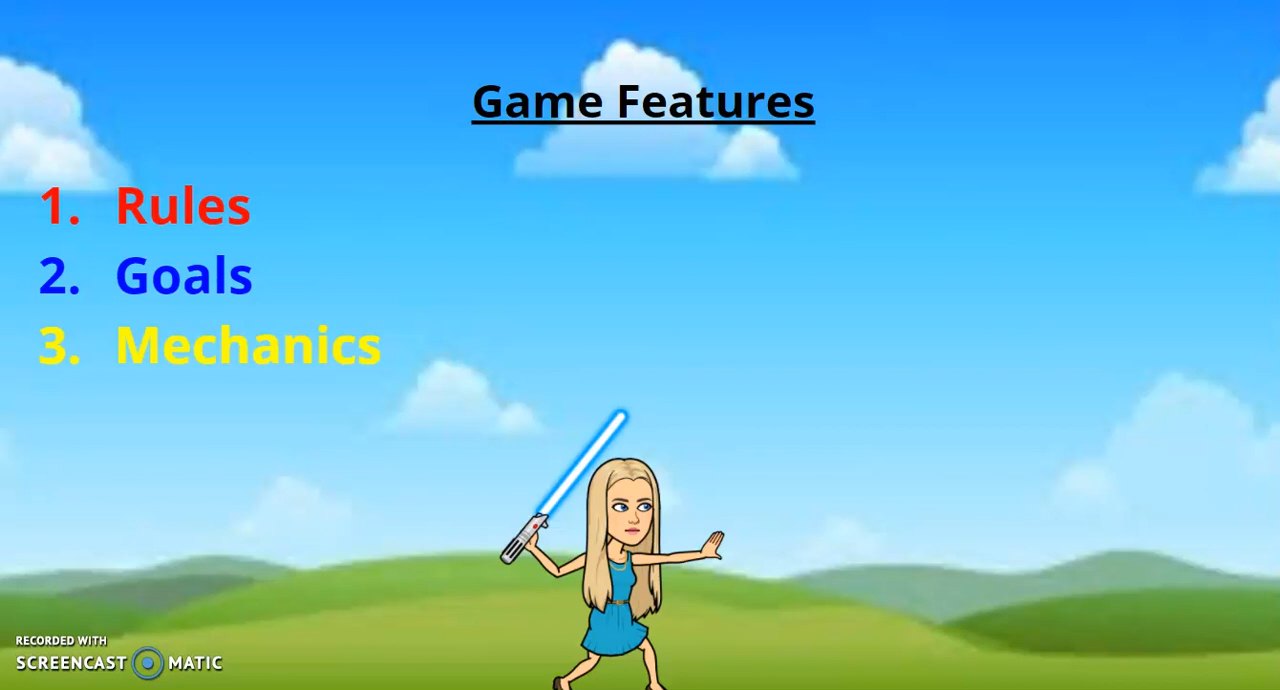 Game Features
1. Rules
2. Goals
3. Mechanics
RECORDED WITH
SCREENCAST MATIC